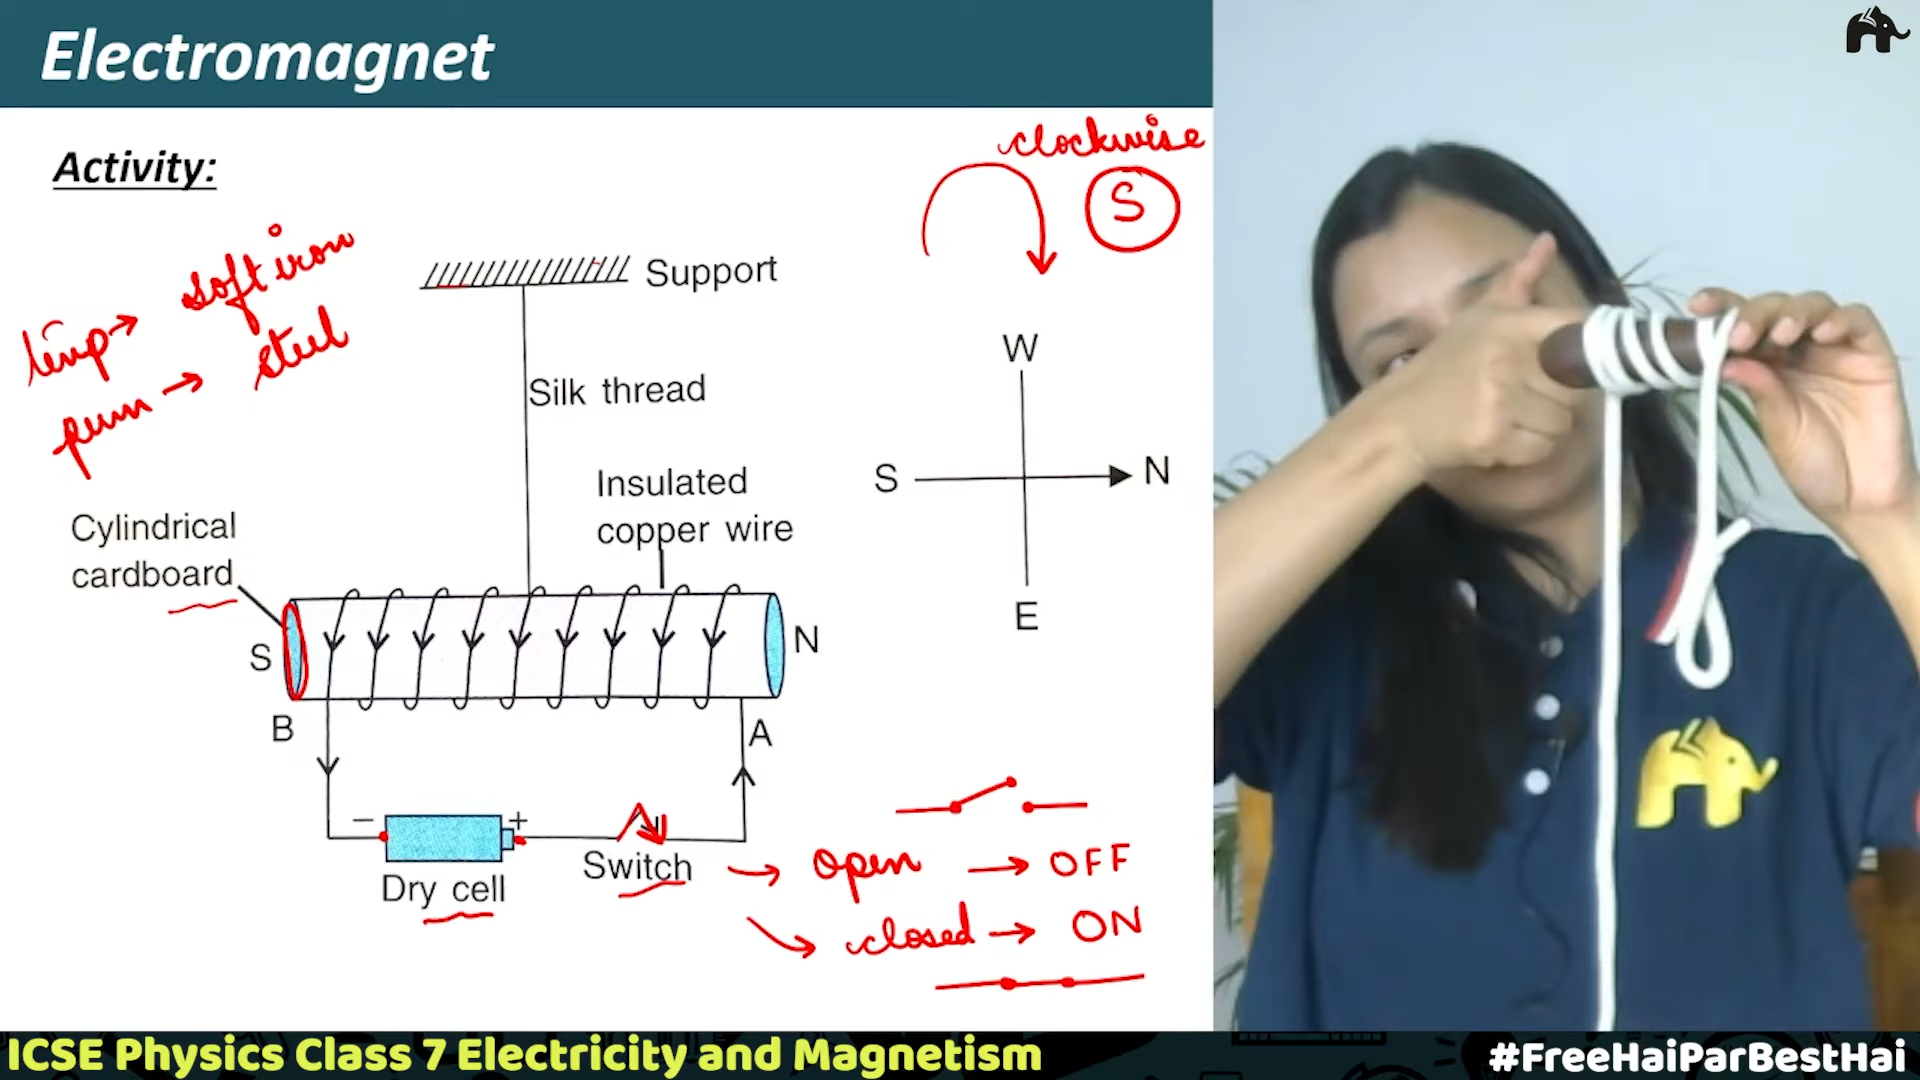 Electromagnet
Activity:
clockwise
S
temp → soft iron
perm → steel
Support
Silk thread
Insulated
copper wire
Cylindrical
cardboard
W
S N
E
S N
B A
− +
Dry cell
Switch
→ open → OFF
→ closed → ON
ICSE Physics Class 7 Electricity and Magnetism
#FreeHaiParBestHai